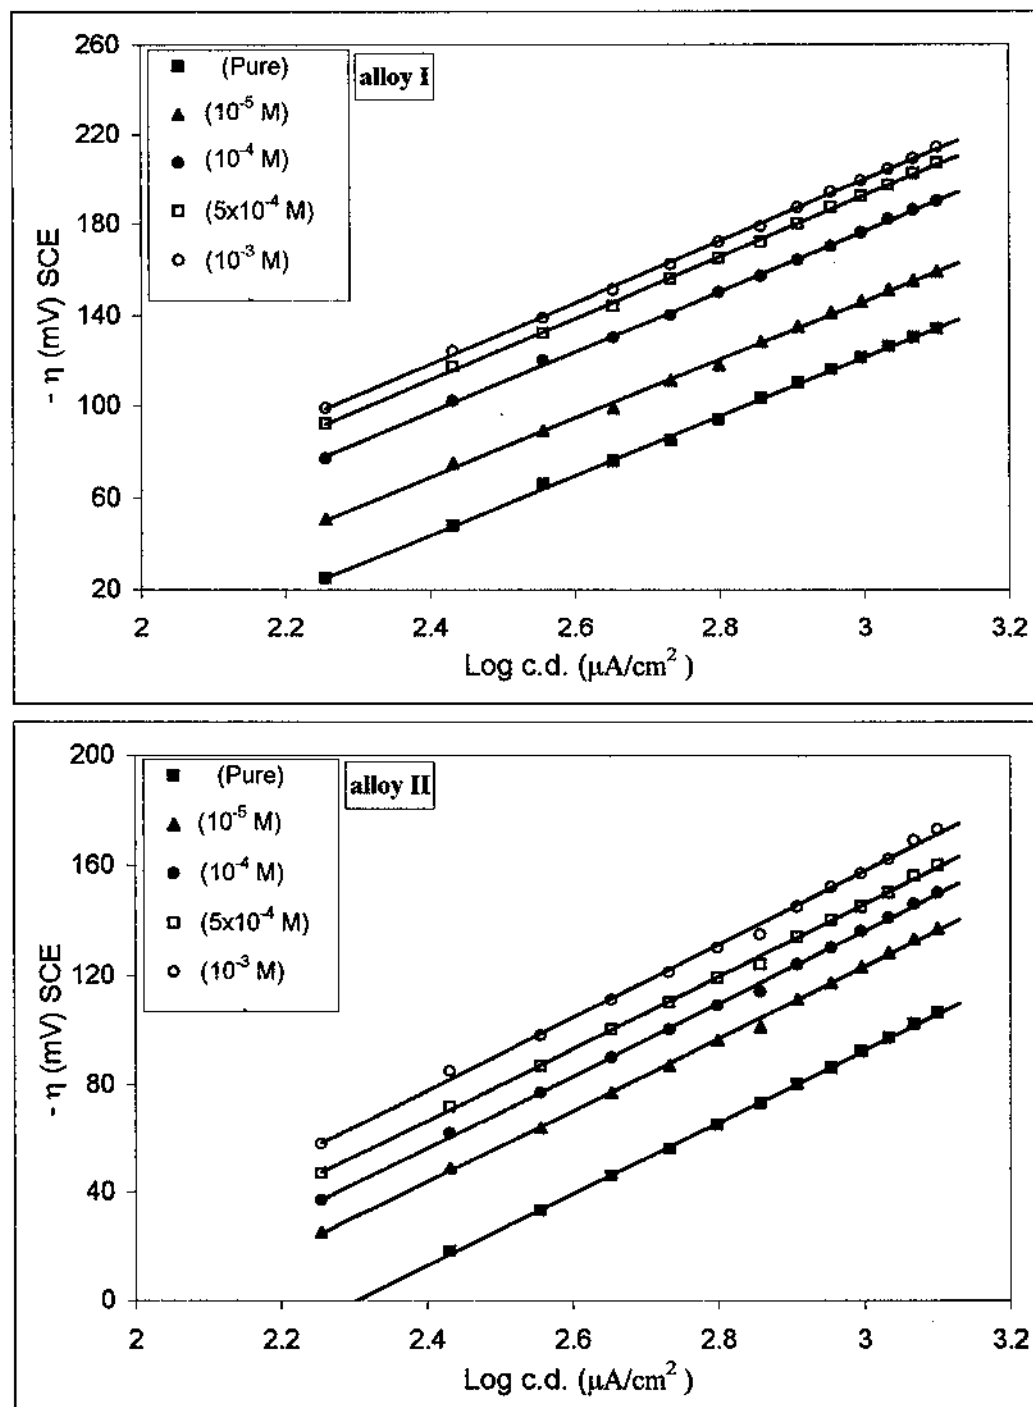 260
220
180
140
100
60
20
- η (mV) SCE
(Pure)
(10⁻⁵ M)
(10⁻⁴ M)
(5x10⁻⁴ M)
(10⁻³ M)
alloy I
2 2.2 2.4 2.6 2.8 3 3.2
Log c.d. (μA/cm²)
200
160
120
80
40
0
- η (mV) SCE
(Pure)
(10⁻⁵ M)
(10⁻⁴ M)
(5x10⁻⁴ M)
(10⁻³ M)
alloy II
2 2.2 2.4 2.6 2.8 3 3.2
Log c.d. (μA/cm²)